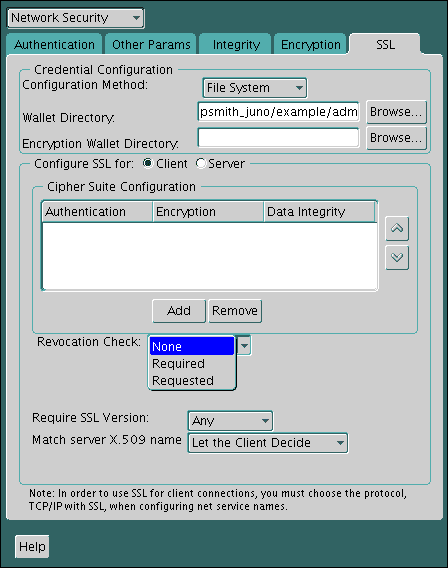 Network Security
Authentication Other Params Integrity Encryption SSL
Credential Configuration
Configuration Method: File System
Wallet Directory: psmith_juno/example/adm Browse...
Encryption Wallet Directory: Browse...
Configure SSL for: Client Server
Cipher Suite Configuration
Authentication Encryption Data Integrity
Add Remove
Revocation Check: None
Required
Requested
Require SSL Version: Any
Match server X.509 name Let the Client Decide
Note: In order to use SSL for client connections, you must choose the protocol,
TCP/IP with SSL, when configuring net service names.
Help